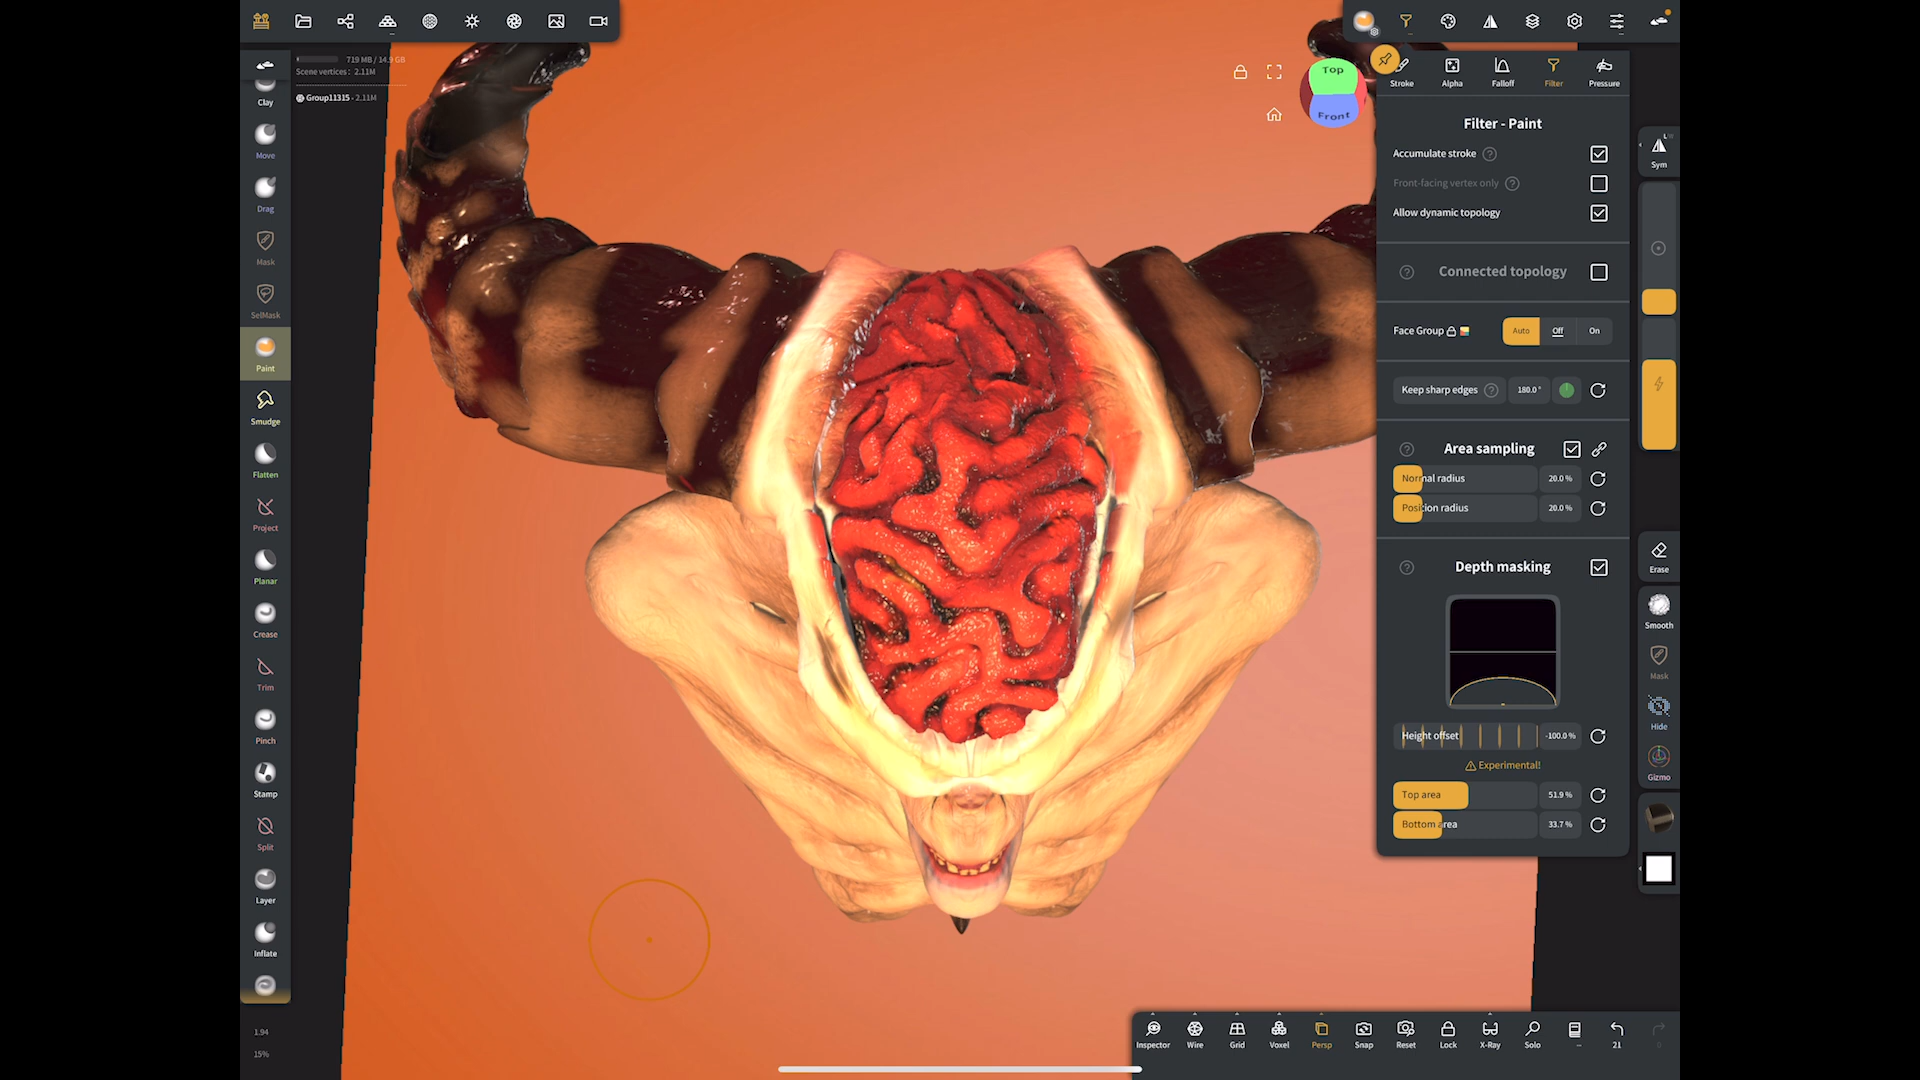 719 MB / 14.9 GB
Scene vertices : 2.11M
Group11315 - 2.11M
Clay
Move
Drag
Mask
SelMask
Paint
Smudge
Flatten
Project
Planar
Crease
Trim
Pinch
Stamp
Split
Layer
Inflate
1.94
15%
Top
Front
Stroke
Alpha
Falloff
Filter
Pressure
Filter - Paint
Accumulate stroke
Front-facing vertex only
Allow dynamic topology
Connected topology
Face Group
Auto
Off
On
Keep sharp edges
180.0 °
Area sampling
Normal radius
20.0 %
Position radius
20.0 %
Depth masking
Height offset
-100.0 %
Experimental!
Top area
51.9 %
Bottom area
33.7 %
Sym
Erase
Smooth
Mask
Hide
Gizmo
Inspector
Wire
Grid
Voxel
Persp
Snap
Reset
Lock
X-Ray
Solo
21